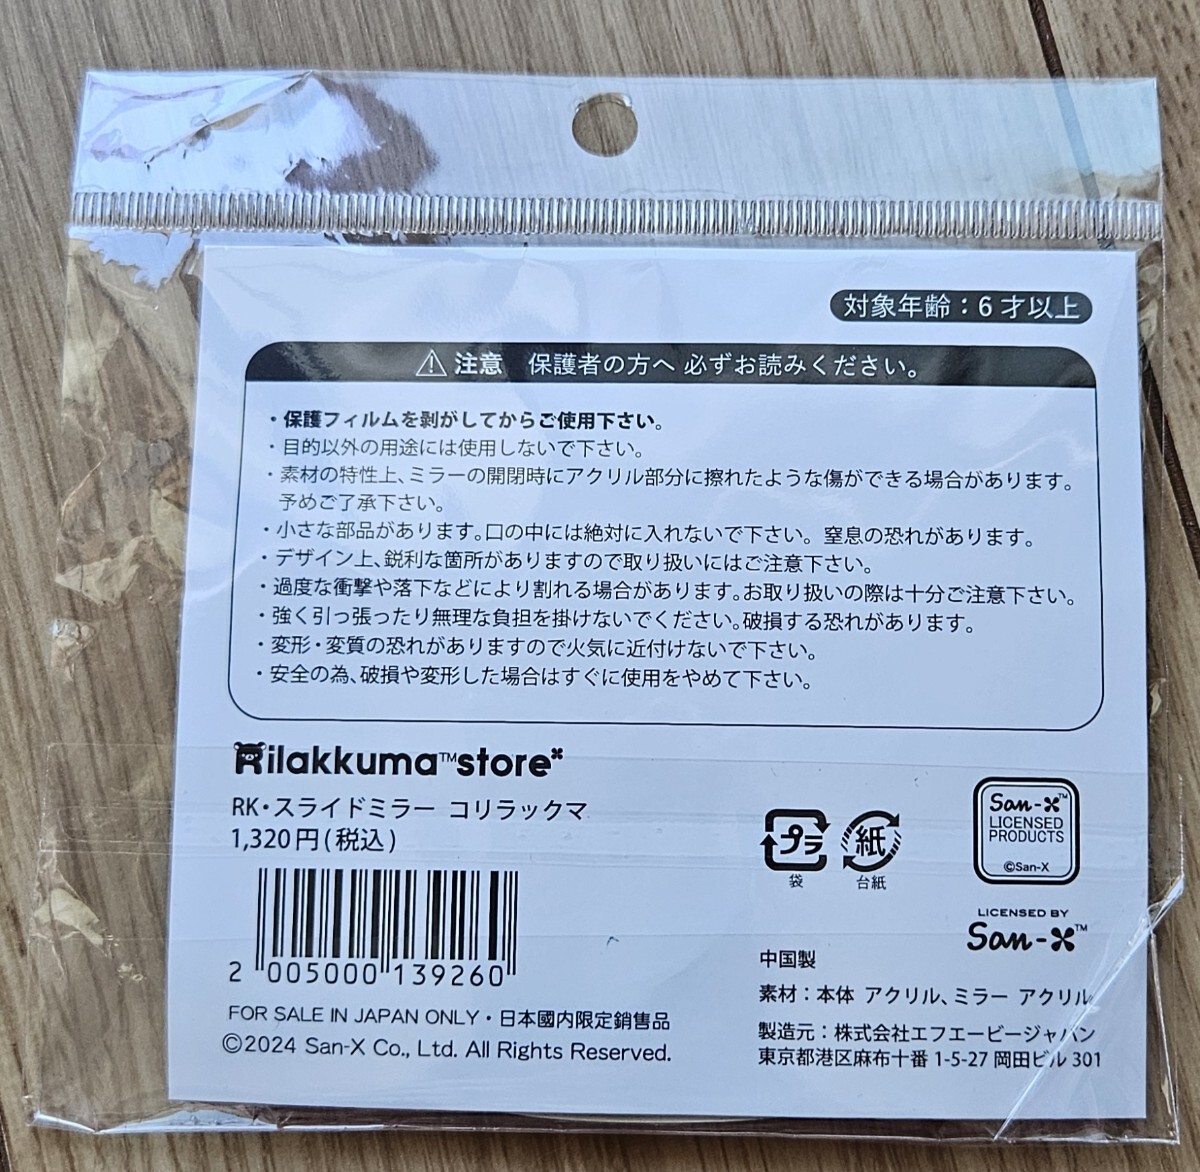 対象年齢：6才以上
⚠ 注意　保護者の方へ 必ずお読みください。
・保護フィルムを剥がしてからご使用下さい。
・目的以外の用途には使用しないで下さい。
・素材の特性上、ミラーの開閉時にアクリル部分に擦れたような傷ができる場合があります。
予めご了承下さい。
・小さな部品があります。口の中には絶対に入れないで下さい。窒息の恐れがあります。
・デザイン上、鋭利な箇所がありますので取り扱いにはご注意下さい。
・過度な衝撃や落下などにより割れる場合があります。お取り扱いの際は十分ご注意下さい。
・強く引っ張ったり無理な負担を掛けないでください。破損する恐れがあります。
・変形・変質の恐れがありますので火気に近付けないで下さい。
・安全の為、破損や変形した場合はすぐに使用をやめて下さい。
Rilakkuma™store
RK・スライドミラー コリラックマ
1,320円(税込)
2 005000 139260
FOR SALE IN JAPAN ONLY・日本國内限定銷售品
©2024 San-X Co., Ltd. All Rights Reserved.
プラ
袋
紙
台紙
San-X™
LICENSED
PRODUCTS
©San-X
LICENSED BY
San-X™
中国製
素材：本体 アクリル、ミラー アクリル
製造元：株式会社エフエービージャパン
東京都港区麻布十番 1-5-27 岡田ビル 301